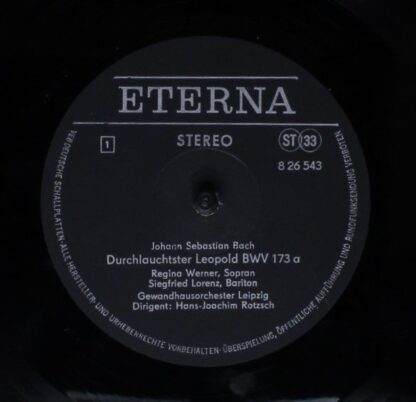 ETERNA
1
STEREO
ST 33
8 26 543
Johann Sebastian Bach
Durchlauchtster Leopold BWV 173 a
Regina Werner, Sopran
Siegfried Lorenz, Bariton
Gewandhausorchester Leipzig
Dirigent: Hans-Joachim Rotzsch
VEB DEUTSCHE SCHALLPLATTEN · ALLE HERSTELLER- UND URHEBERRECHTE VORBEHALTEN · ÜBERSPIELUNG, ÖFFENTLICHE AUFFÜHRUNG UND RUNDFUNKSENDUNG VERBOTEN